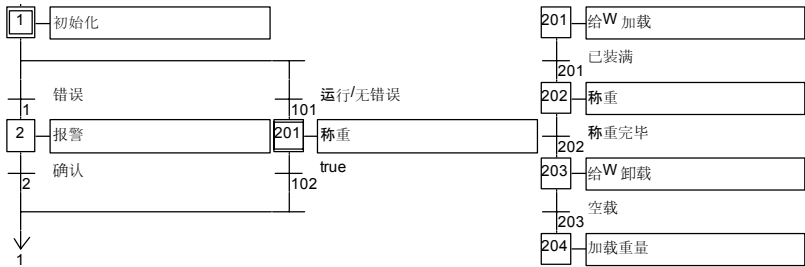 1
初始化
错误
1
运行/无错误
101
2
报警
201
称重
确认
2
true
102
1
201
给W 加载
已装满
201
202
称重
称重完毕
202
203
给W 卸载
空载
203
204
加载重量